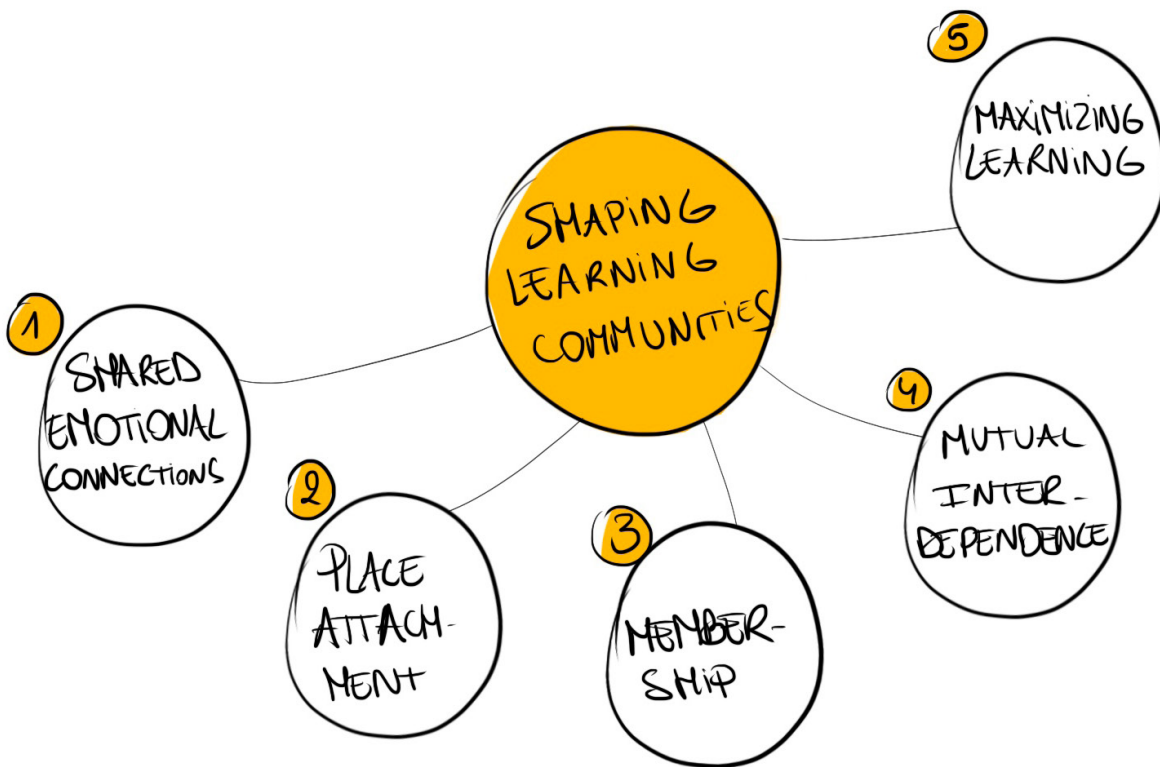 SHAPING
LEARNING
COMMUNITIES
1
SHARED
EMOTIONAL
CONNECTIONS
2
PLACE
ATTACH-
MENT
3
MEMBER-
SHIP
4
MUTUAL
INTER-
DEPENDENCE
5
MAXIMIZING
LEARNING